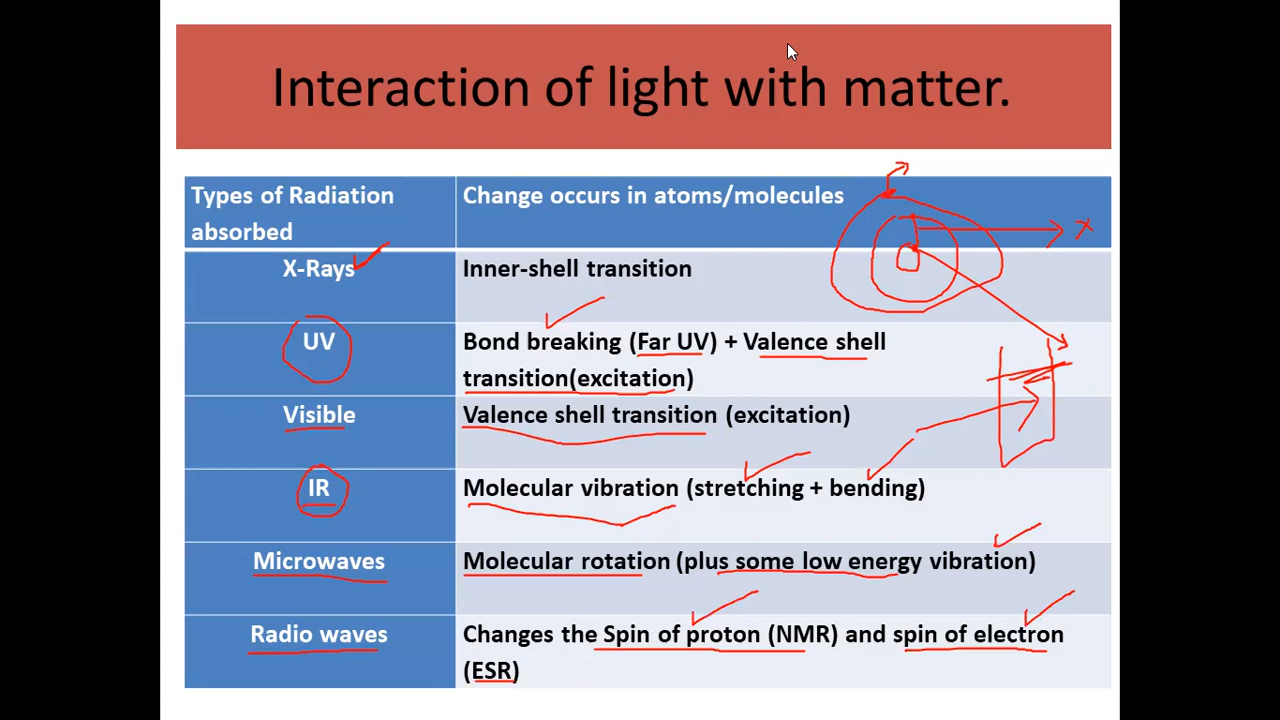 Interaction of light with matter.
Types of Radiation absorbed
Change occurs in atoms/molecules
X-Rays
Inner-shell transition
UV
Bond breaking (Far UV) + Valence shell
transition(excitation)
Visible
Valence shell transition (excitation)
IR
Molecular vibration (stretching + bending)
Microwaves
Molecular rotation (plus some low energy vibration)
Radio waves
Changes the Spin of proton (NMR) and spin of electron
(ESR)
X